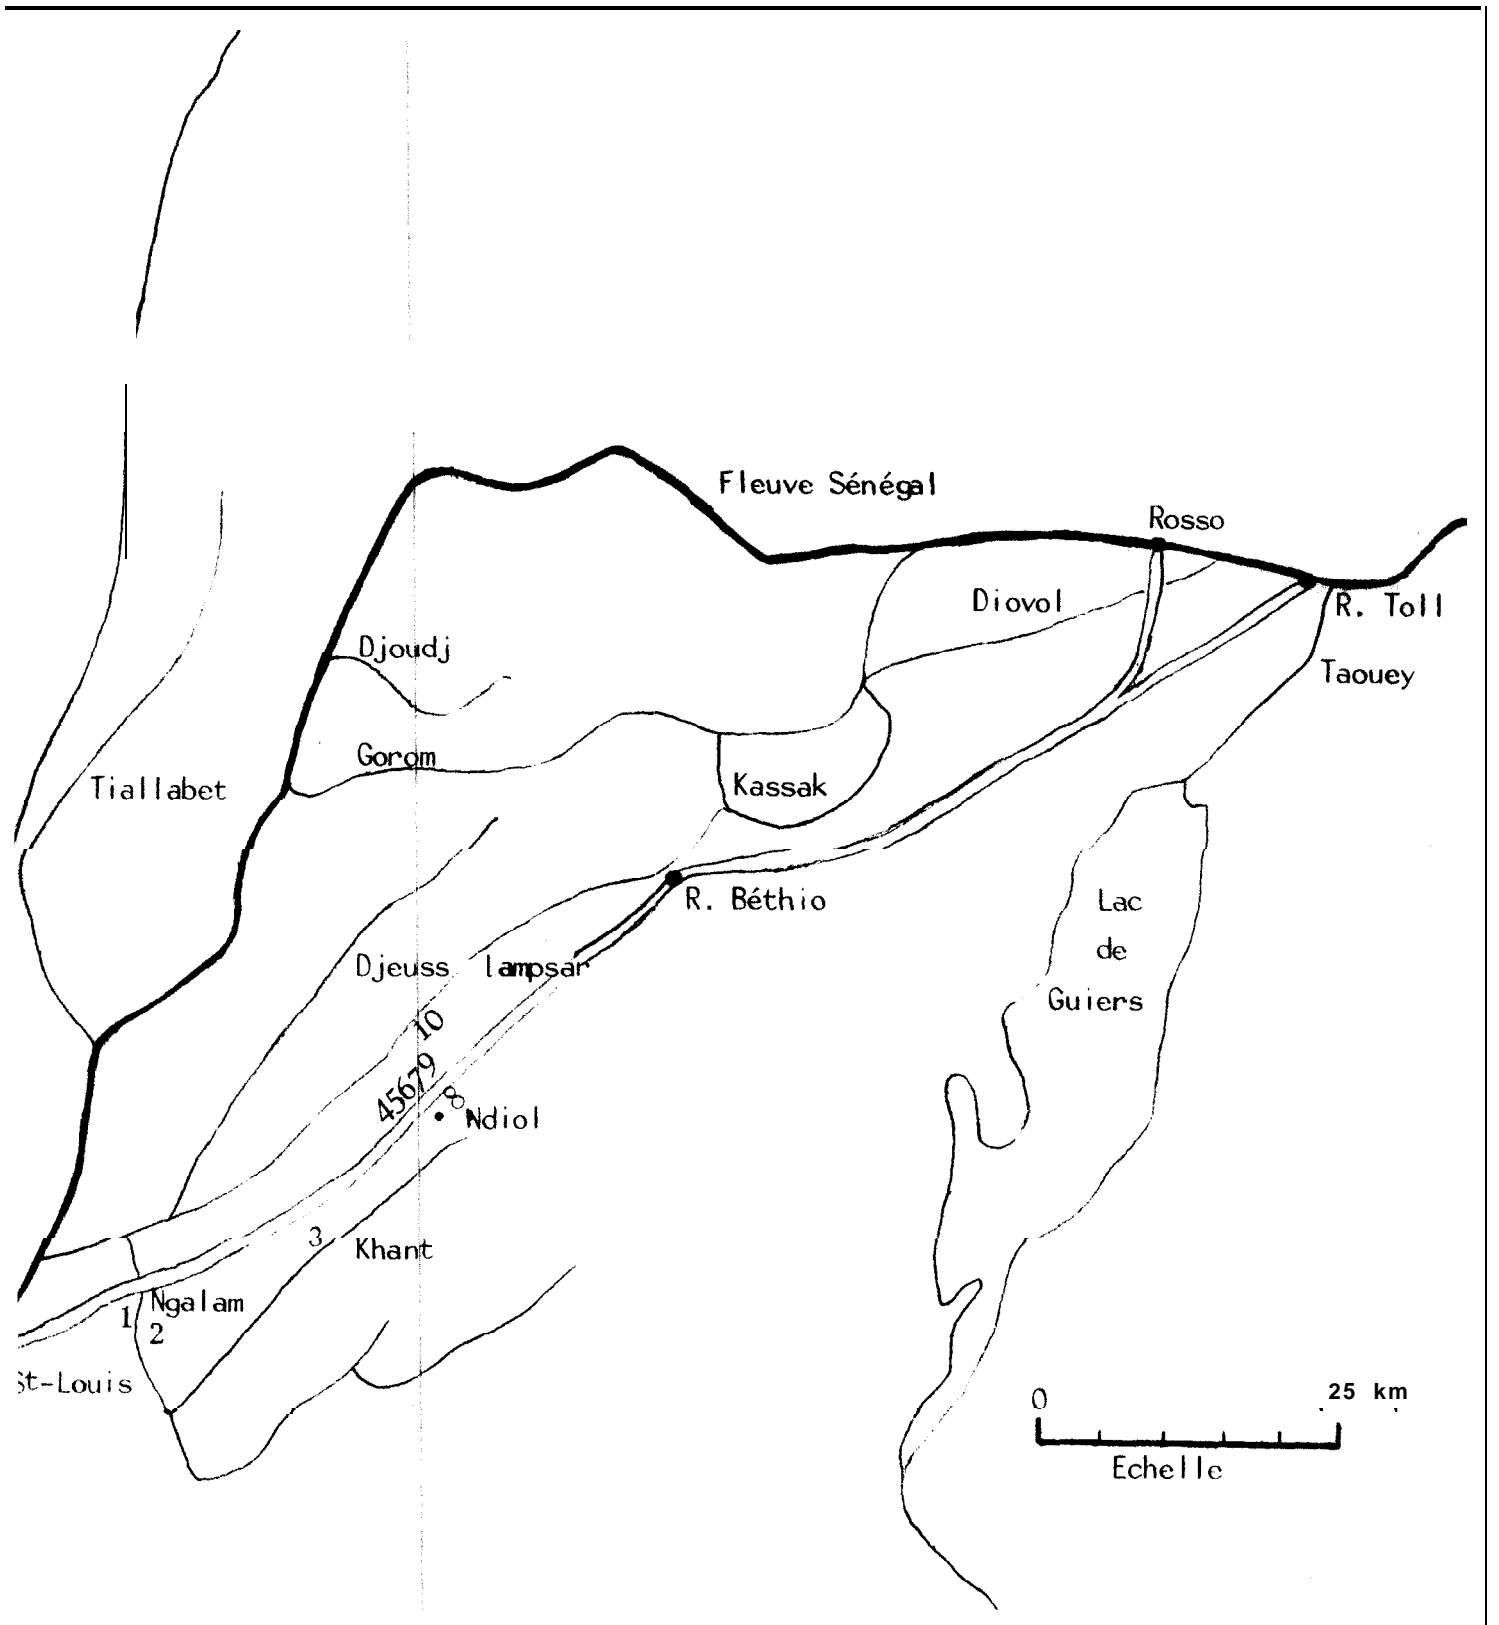 Fleuve Sénégal
Rosso
Diovol
R. Toll
Djoudj
Taouey
Gorom
Tiallabet
Kassak
R. Béthio
Lac
de
Guiers
Djeuss lampsar
10
45679
8
Ndiol
3 Khant
Ngalam
1
2
St-Louis
0 25 km
Echelle